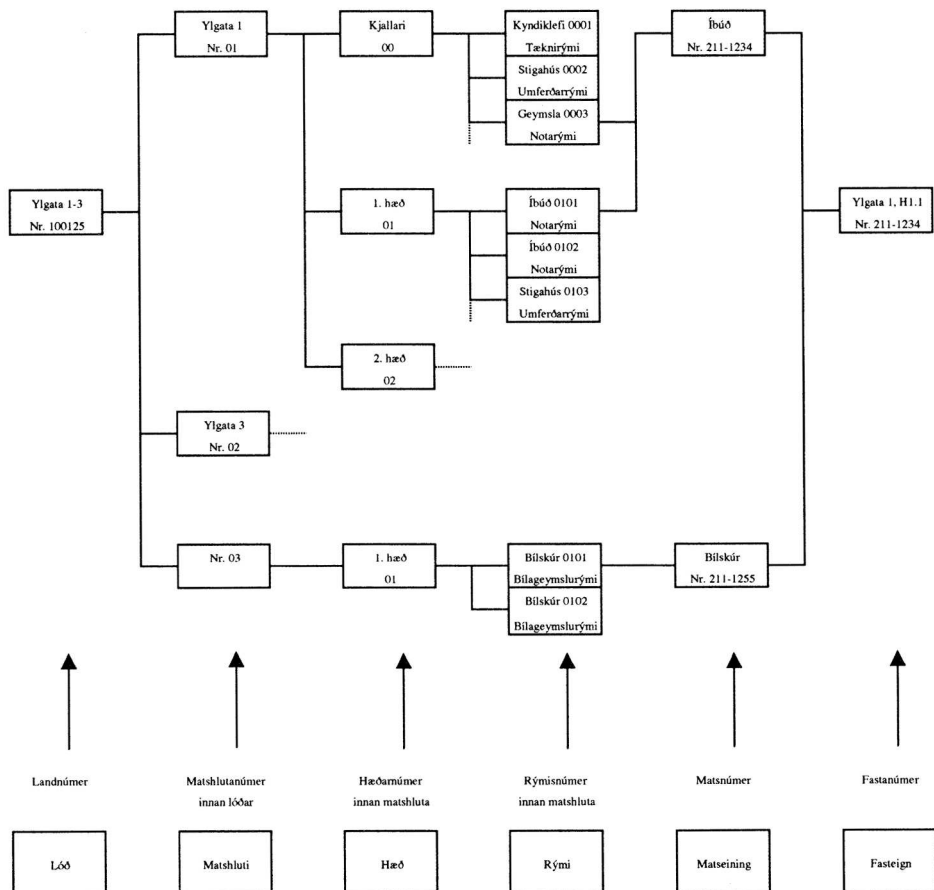 Ylgata 1
Nr. 01
Kjallari
00
Kyndiklefi 0001
Tæknirými
Stigahús 0002
Umferðarrými
Geymsla 0003
Notarými
Íbúð
Nr. 211-1234
Ylgata 1-3
Nr. 100125
1. hæð
01
Íbúð 0101
Notarými
Íbúð 0102
Notarými
Stigahús 0103
Umferðarrými
Ylgata 1, H1.1
Nr. 211-1234
2. hæð
02
Ylgata 3
Nr. 02
Nr. 03
1. hæð
01
Bílskúr 0101
Bílageymslurými
Bílskúr 0102
Bílageymslurými
Bílskúr
Nr. 211-1255
Landnúmer
Matshlutanúmer
innan lóðar
Hæðarnúmer
innan matshluta
Rýmisnúmer
innan matshluta
Matsnúmer
Fastanúmer
Lóð
Matshluti
Hæð
Rými
Matseining
Fasteign